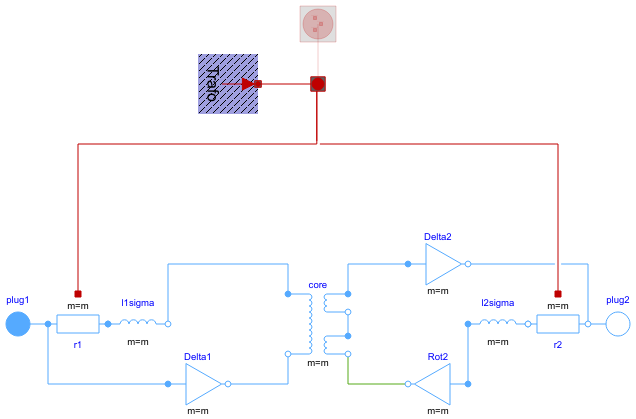 Trafo
Delta2
plug1
m=m
l1sigma
core
m=m
l2sigma
m=m
plug2
r1
m=m
Delta1
m=m
Rot2
m=m
r2
m=m
m=m